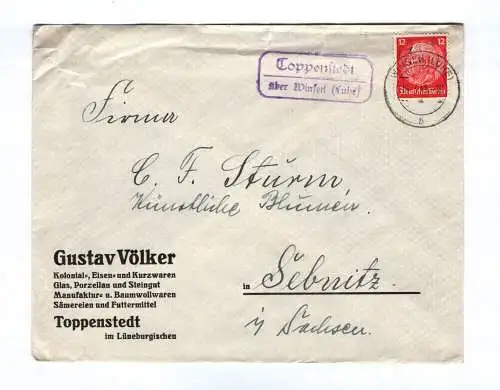 12
12
Deutsches Reich
Toppenstedt
über Winsen (Luhe)
Firma
C. F. Sturm
Künstliche Blumen.
Gustav Völker
Kolonial-, Eisen- und Kurzwaren
Glas, Porzellan und Steingut
Manufaktur- u. Baumwollwaren
Sämereien und Futtermittel
Toppenstedt
im Lüneburgischen
in Sebnitz.
i/ Sachsen.